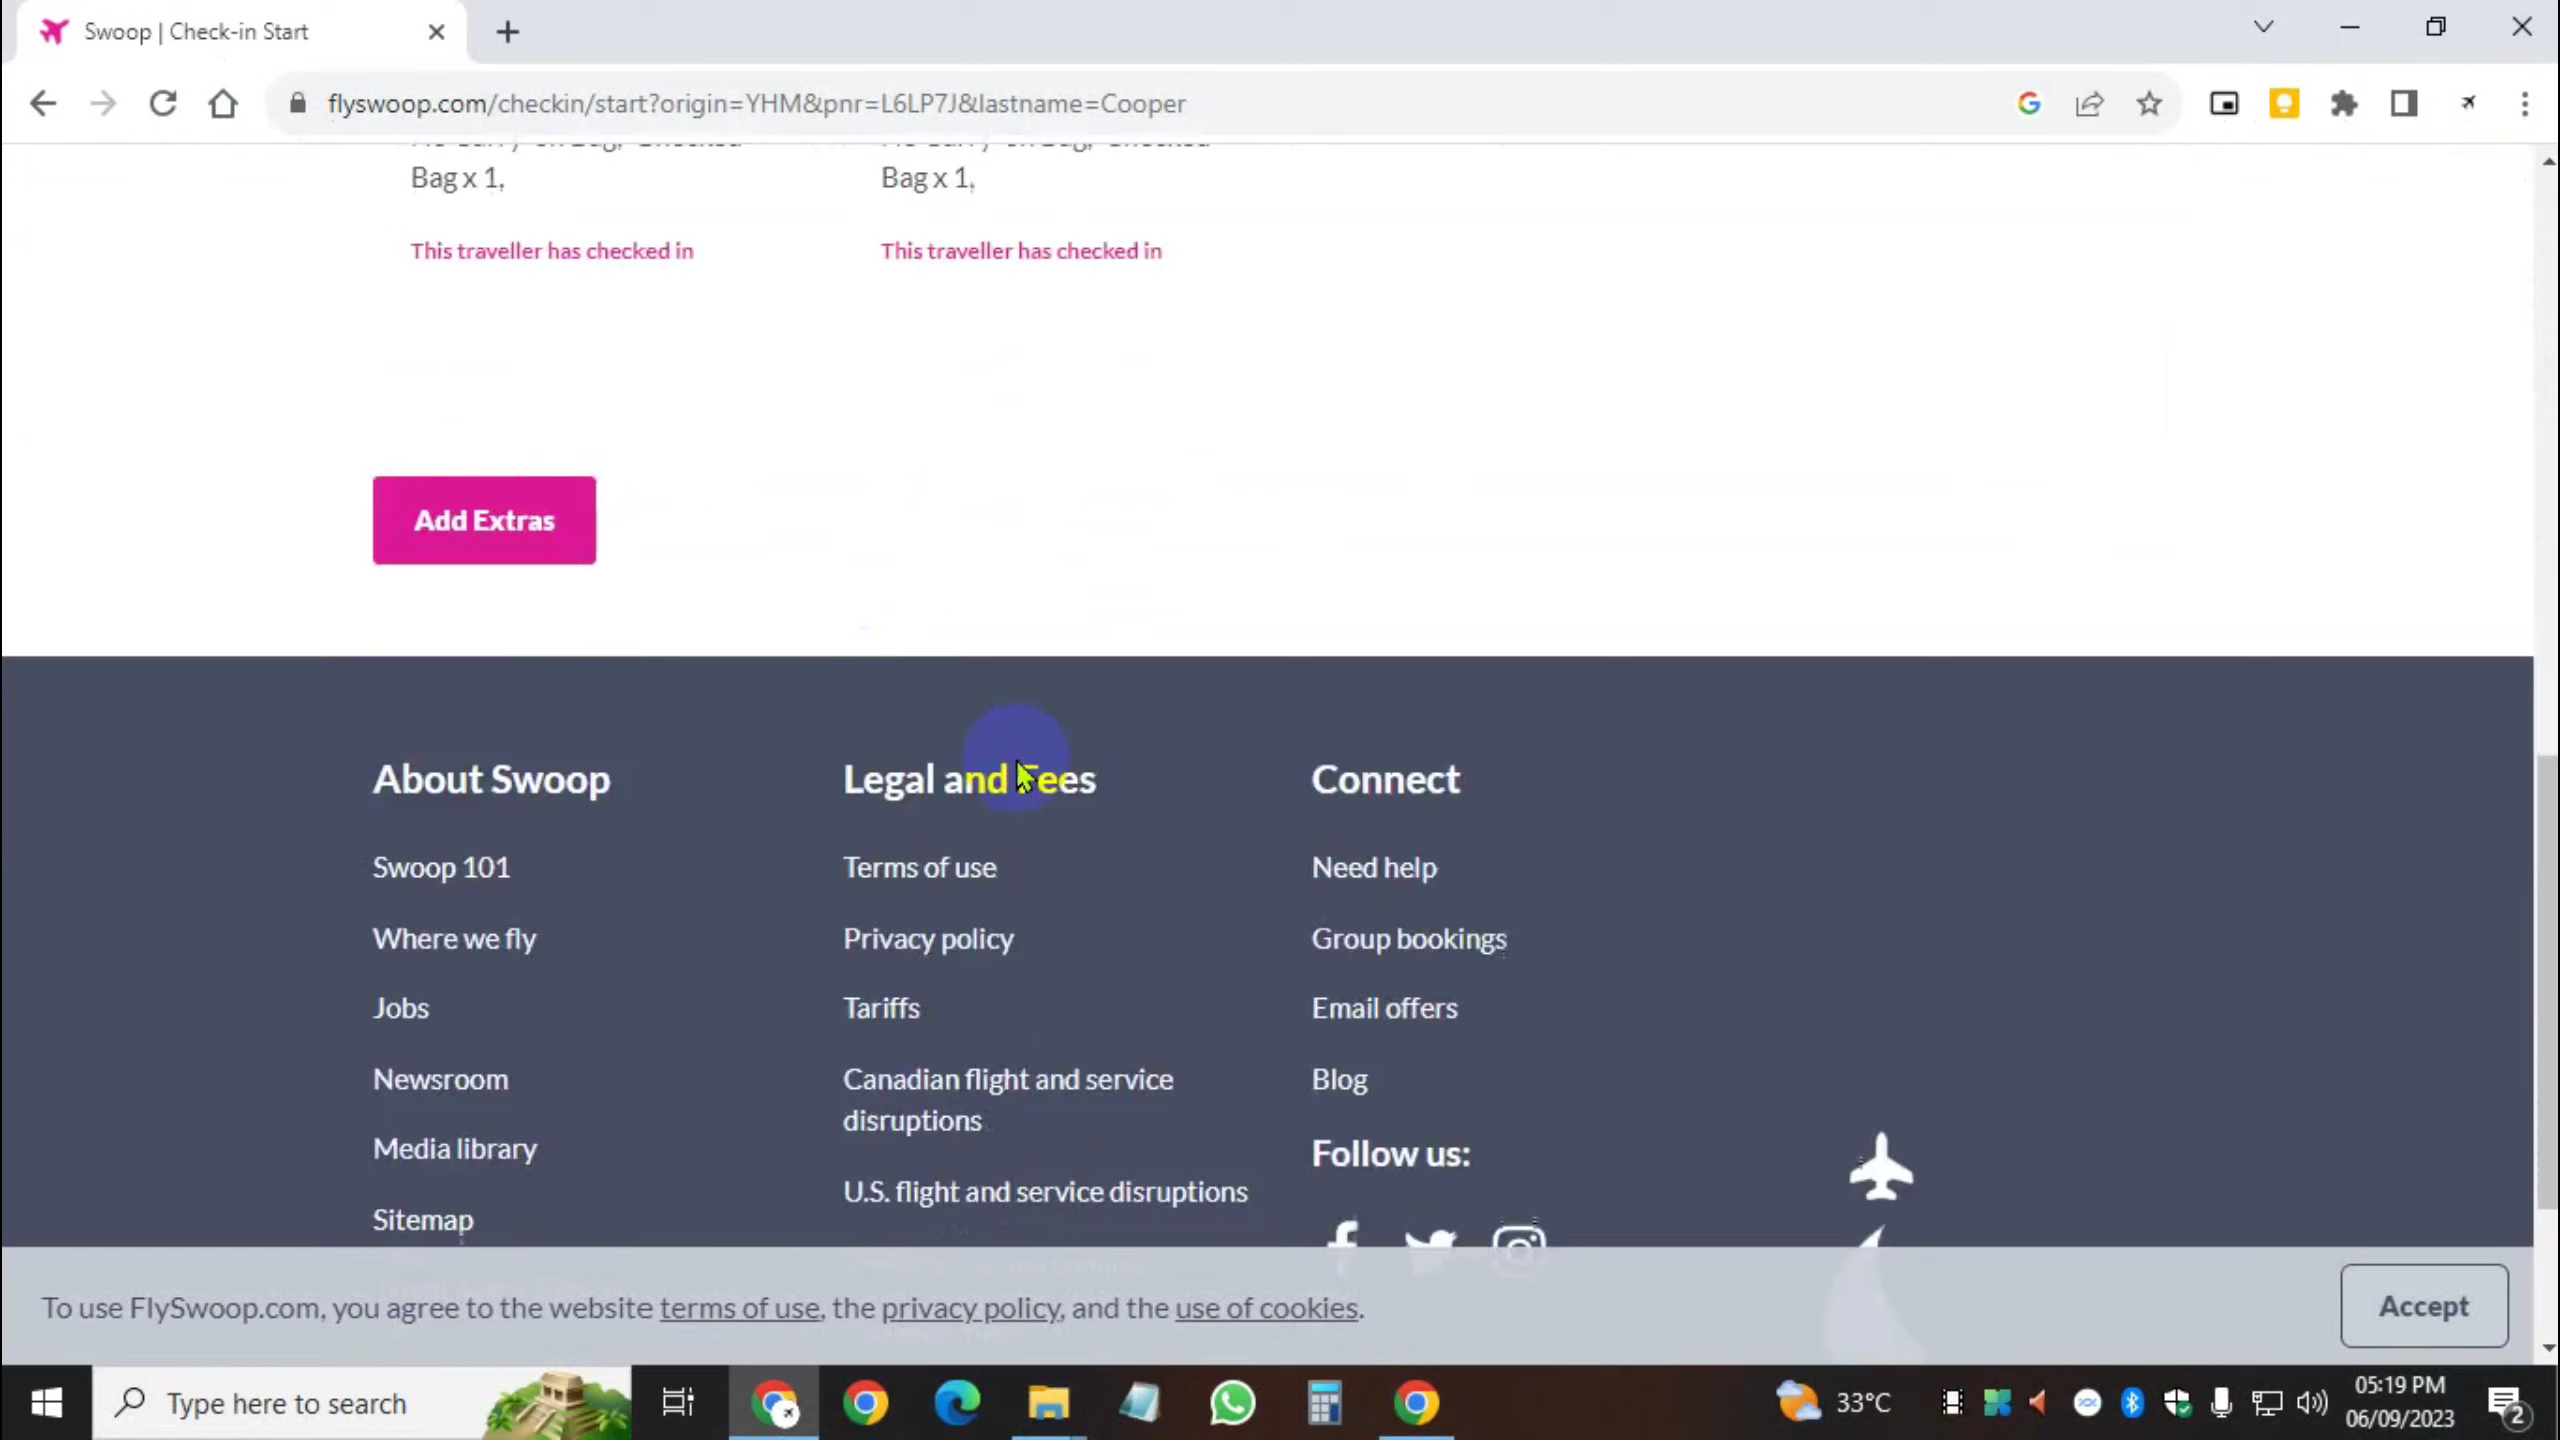 Swoop | Check-in Start
flyswoop.com/checkin/start?origin=YHM&pnr=L6LP7J&lastname=Cooper
Bag x 1,
Bag x 1,
This traveller has checked in
This traveller has checked in
Add Extras
About Swoop
Swoop 101
Where we fly
Jobs
Newsroom
Media library
Sitemap
Legal and Fees
Terms of use
Privacy policy
Tariffs
Canadian flight and service
disruptions
U.S. flight and service disruptions
Connect
Need help
Group bookings
Email offers
Blog
Follow us:
To use FlySwoop.com, you agree to the website terms of use, the privacy policy, and the use of cookies.
Accept
Type here to search
33°C
05:19 PM
06/09/2023
2